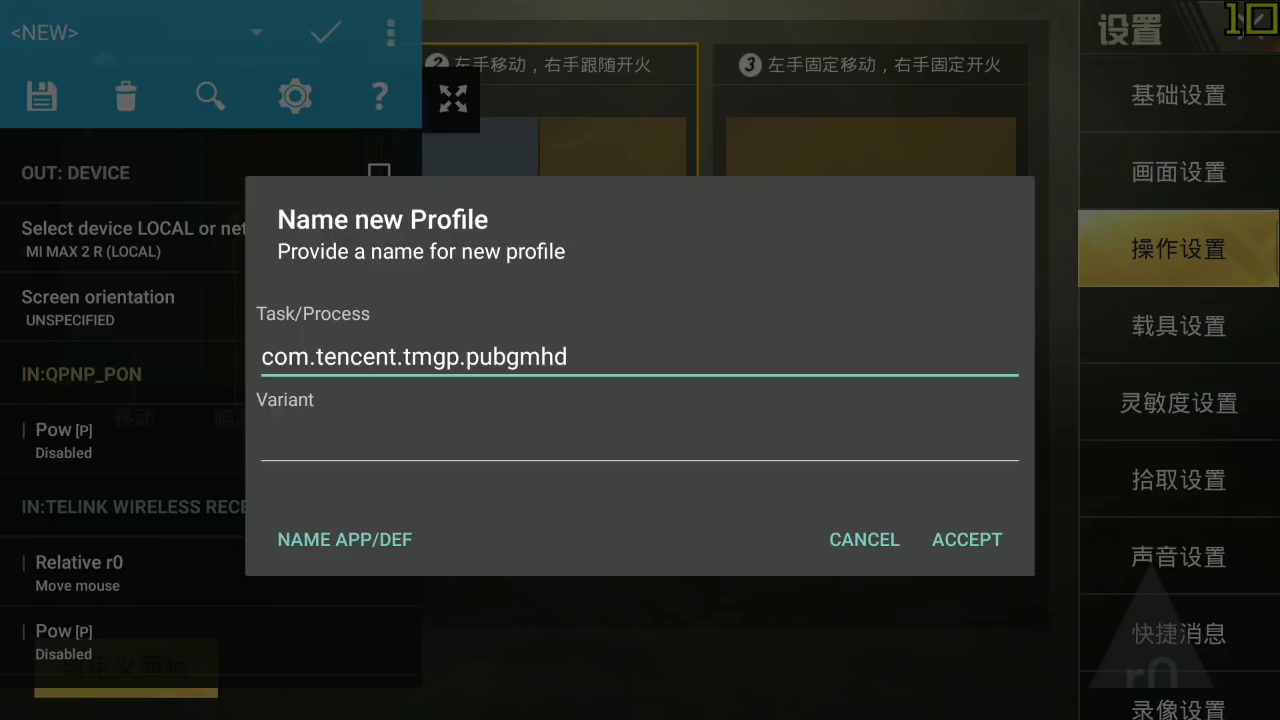 <NEW>
设置
10
② 左手移动，右手跟随开火
③ 左手固定移动，右手固定开火
基础设置
画面设置
操作设置
载具设置
灵敏度设置
拾取设置
声音设置
快捷消息
录像设置
?
OUT: DEVICE
Select device LOCAL or net
MI MAX 2 R (LOCAL)
Screen orientation
UNSPECIFIED
IN:QPNP_PON
移动
| Pow [P]
Disabled
IN:TELINK WIRELESS RECE
| Relative r0
Move mouse
| Pow [P]
Disabled
Name new Profile
Provide a name for new profile
Task/Process
com.tencent.tmgp.pubgmhd
Variant
NAME APP/DEF
CANCEL
ACCEPT
r0